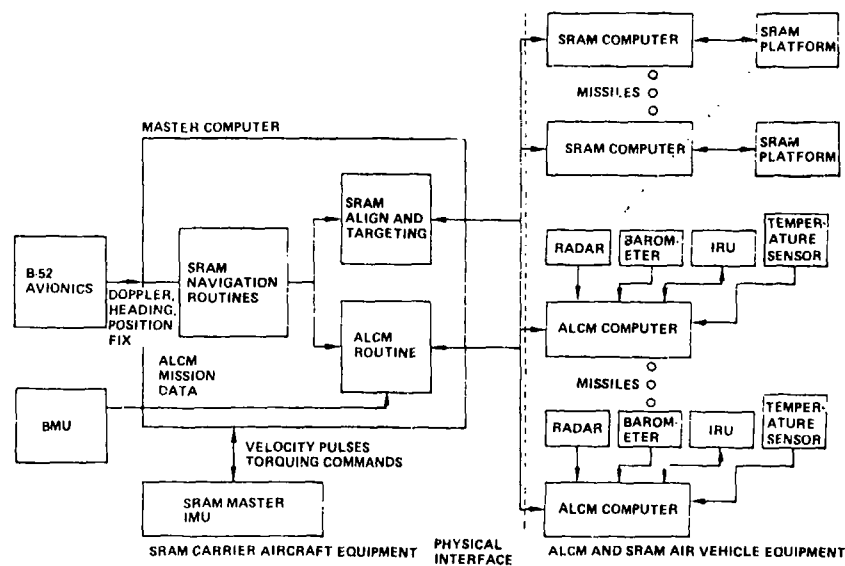 SRAM COMPUTER
SRAM
PLATFORM
MISSILES
MASTER COMPUTER
SRAM COMPUTER
SRAM
PLATFORM
SRAM
ALIGN AND
TARGETING
B-52
AVIONICS
DOPPLER,
HEADING,
POSITION
FIX
SRAM
NAVIGATION
ROUTINES
RADAR
BAROM-
ETER
IRU
TEMPER-
ATURE
SENSOR
ALCM
ROUTINE
ALCM COMPUTER
ALCM
MISSION
DATA
MISSILES
BMU
RADAR
BAROM-
ETER
IRU
TEMPER-
ATURE
SENSOR
VELOCITY PULSES
TORQUING COMMANDS
SRAM MASTER
IMU
ALCM COMPUTER
SRAM CARRIER AIRCRAFT EQUIPMENT
PHYSICAL
INTERFACE
ALCM AND SRAM AIR VEHICLE EQUIPMENT